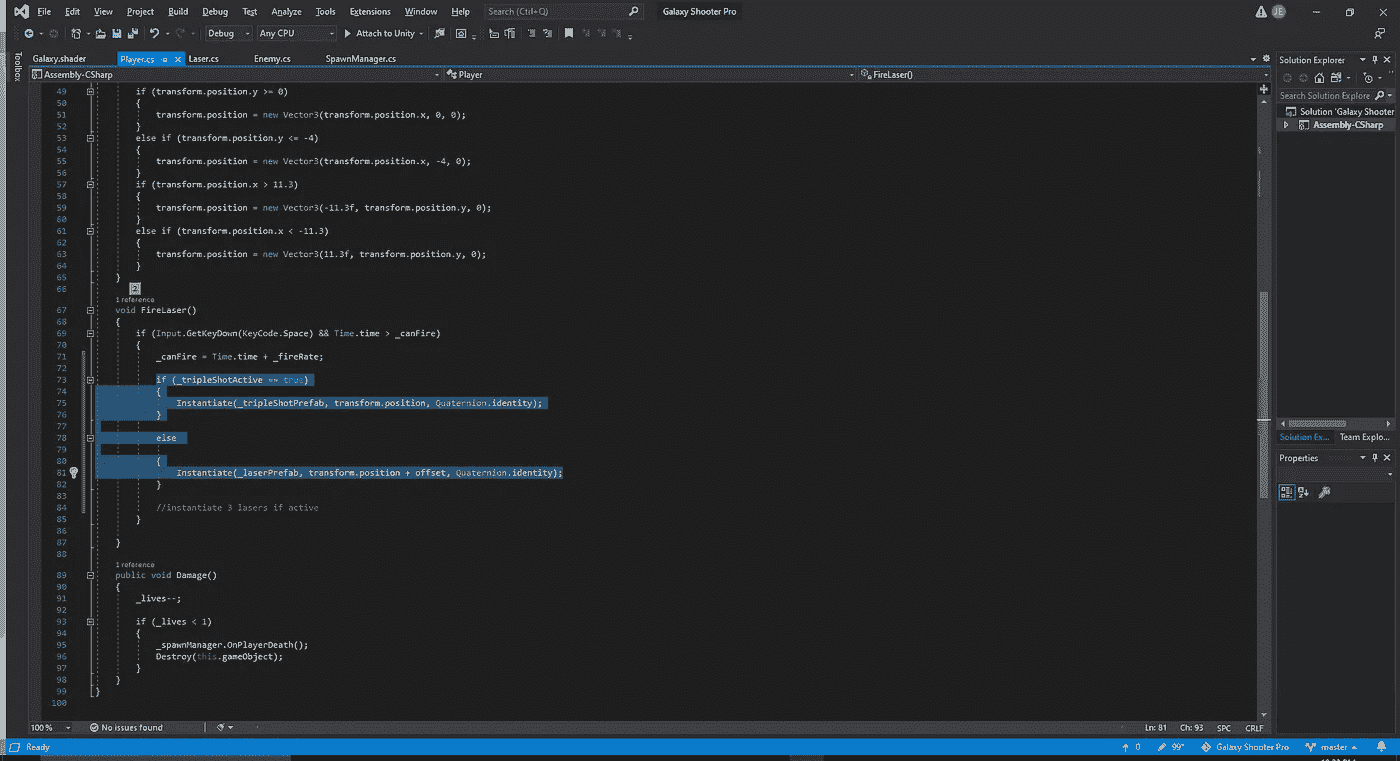 File Edit View Project Build Debug Test Analyze Tools Extensions Window Help Search (Ctrl+Q) Galaxy Shooter Pro JE
Debug Any CPU Attach to Unity
Galaxy.shader Player.cs Laser.cs Enemy.cs SpawnManager.cs
Toolbox
Assembly-CSharp Player FireLaser()
49 if (transform.position.y >= 0)
50 {
51 transform.position = new Vector3(transform.position.x, 0, 0);
52 }
53 else if (transform.position.y <= -4)
54 {
55 transform.position = new Vector3(transform.position.x, -4, 0);
56 }
57 if (transform.position.x > 11.3)
58 {
59 transform.position = new Vector3(-11.3f, transform.position.y, 0);
60 }
61 else if (transform.position.x < -11.3)
62 {
63 transform.position = new Vector3(11.3f, transform.position.y, 0);
64 }
65 }
66
1 reference
67 void FireLaser()
68 {
69 if (Input.GetKeyDown(KeyCode.Space) && Time.time > _canFire)
70 {
71 _canFire = Time.time + _fireRate;
72
73 if (_tripleShotActive == true)
74 {
75 Instantiate(_tripleShotPrefab, transform.position, Quaternion.identity);
76 }
77
78 else
79
80 {
81 Instantiate(_laserPrefab, transform.position + offset, Quaternion.identity);
82 }
83
84 //instantiate 3 lasers if active
85 }
86
87 }
88
1 reference
89 public void Damage()
90 {
91 _lives--;
92
93 if (_lives < 1)
94 {
95 _spawnManager.OnPlayerDeath();
96 Destroy(this.gameObject);
97 }
98 }
99 }
100
100 % No issues found Ln: 81 Ch: 93 SPC CRLF
Solution Explorer
Search Solution Explore
Solution 'Galaxy Shooter
Assembly-CSharp
Solution Ex... Team Explo...
Properties
Ready 0 99* Galaxy Shooter Pro master